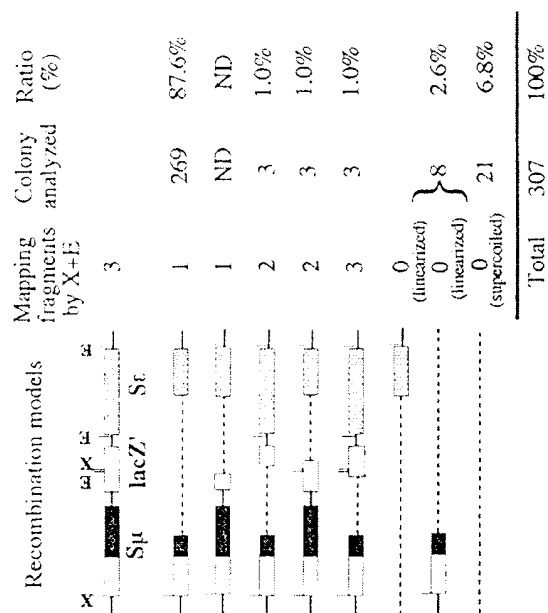 Recombination models
Mapping fragments by X+E
Colony analyzed
Ratio (%)
X E X E E
Sμ lacZ' Sε
3
1 269 87.6%
1 ND ND
2 3 1.0%
2 3 1.0%
3 3 1.0%
0 (linearized)
0 (linearized) 8 2.6%
0 (supercoiled) 21 6.8%
Total 307 100%